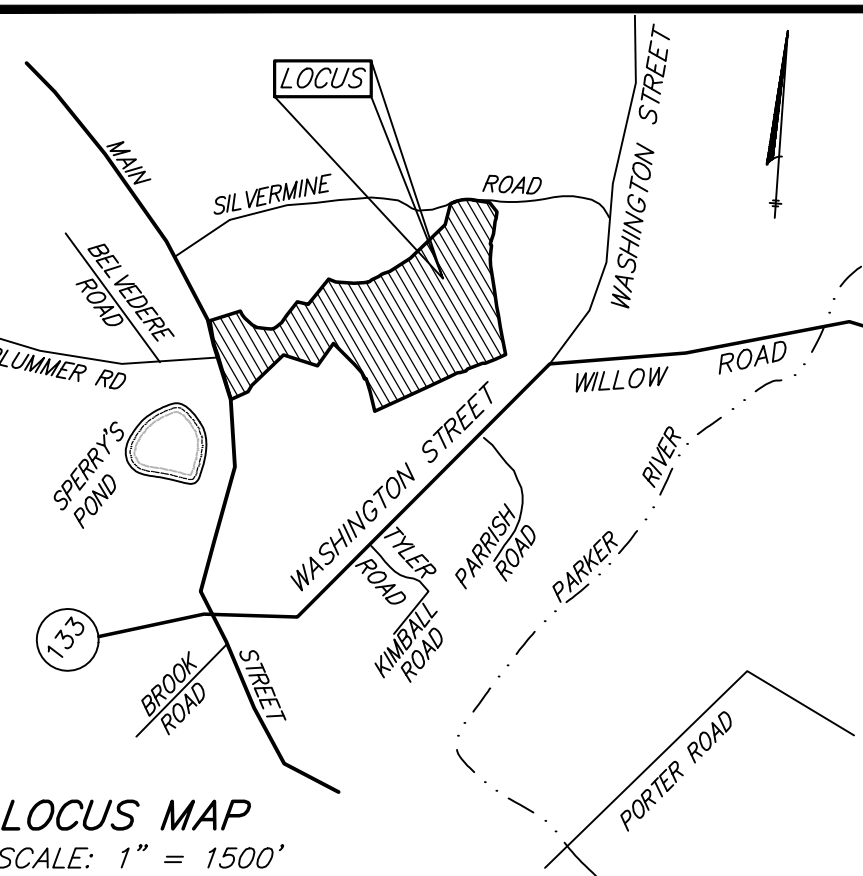 LOCUS
WASHINGTON STREET
MAIN
SILVERMINE
ROAD
BELVEDERE
ROAD
LUMMER RD
WILLOW
ROAD
SPERRY'S
POND
WASHINGTON STREET
RIVER
PARKER
TYLER
ROAD
PARRISH
ROAD
KIMBALL
ROAD
133
BROOK
ROAD
STREET
PORTER ROAD
LOCUS MAP
SCALE: 1" = 1500'